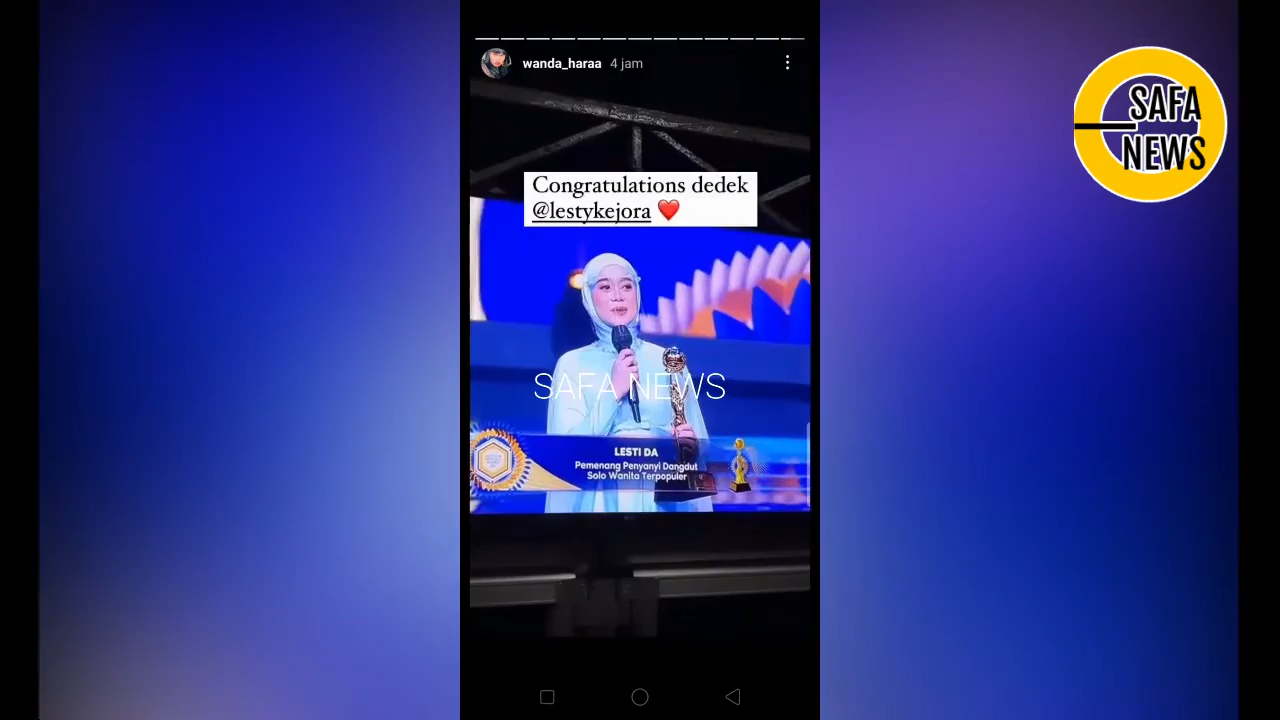 wanda_haraa 4 jam
SAFA
NEWS
Congratulations dedek
@lestykejora ❤️
SAFA NEWS
LESTI DA
Pemenang Penyanyi Dangdut
Solo Wanita Terpopuler